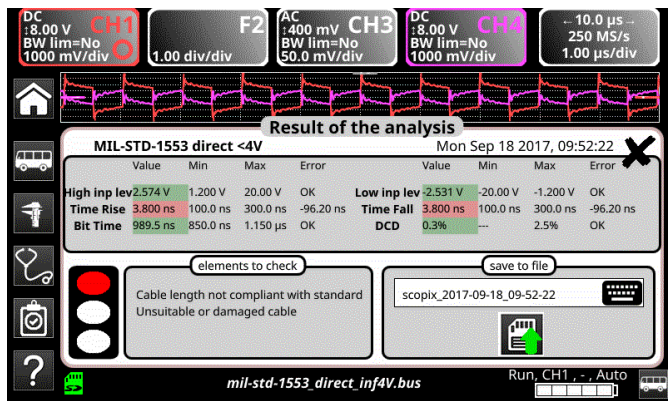 DC
↕8.00 V
CH1
BW lim=No
1000 mV/div
F2
1.00 div/div
AC
↕400 mV
CH3
BW lim=No
50.0 mV/div
DC
↕8.00 V
CH4
BW lim=No
1000 mV/div
←10.0 µs→
250 MS/s
1.00 µs/div
Result of the analysis
MIL-STD-1553 direct <4V Mon Sep 18 2017, 09:52:22
Value Min Max Error Value Min Max Error
High inp lev 2.574 V 1.200 V 20.00 V OK Low inp lev -2.531 V -20.00 V -1.200 V OK
Time Rise 3.800 ns 100.0 ns 300.0 ns -96.20 ns Time Fall 3.800 ns 100.0 ns 300.0 ns -96.20 ns
Bit Time 989.5 ns 850.0 ns 1.150 µs OK DCD 0.3% --- 2.5% OK
elements to check
Cable length not compliant with standard
Unsuitable or damaged cable
save to file
scopix_2017-09-18_09-52-22
?
mil-std-1553_direct_inf4V.bus
Run, CH1 , - , Auto